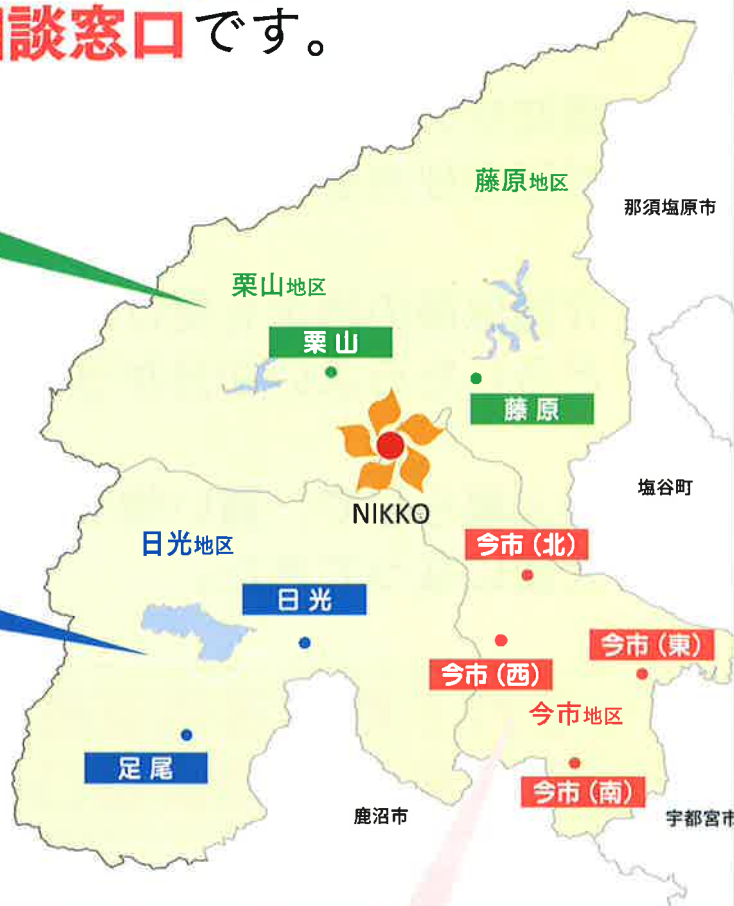 談窓口です。
藤原地区
那須塩原市
栗山地区
栗山
藤原
塩谷町
NIKKO
今市（北）
日光地区
日光
今市（東）
今市（西）
今市地区
足尾
今市（南）
鹿沼市
宇都宮市